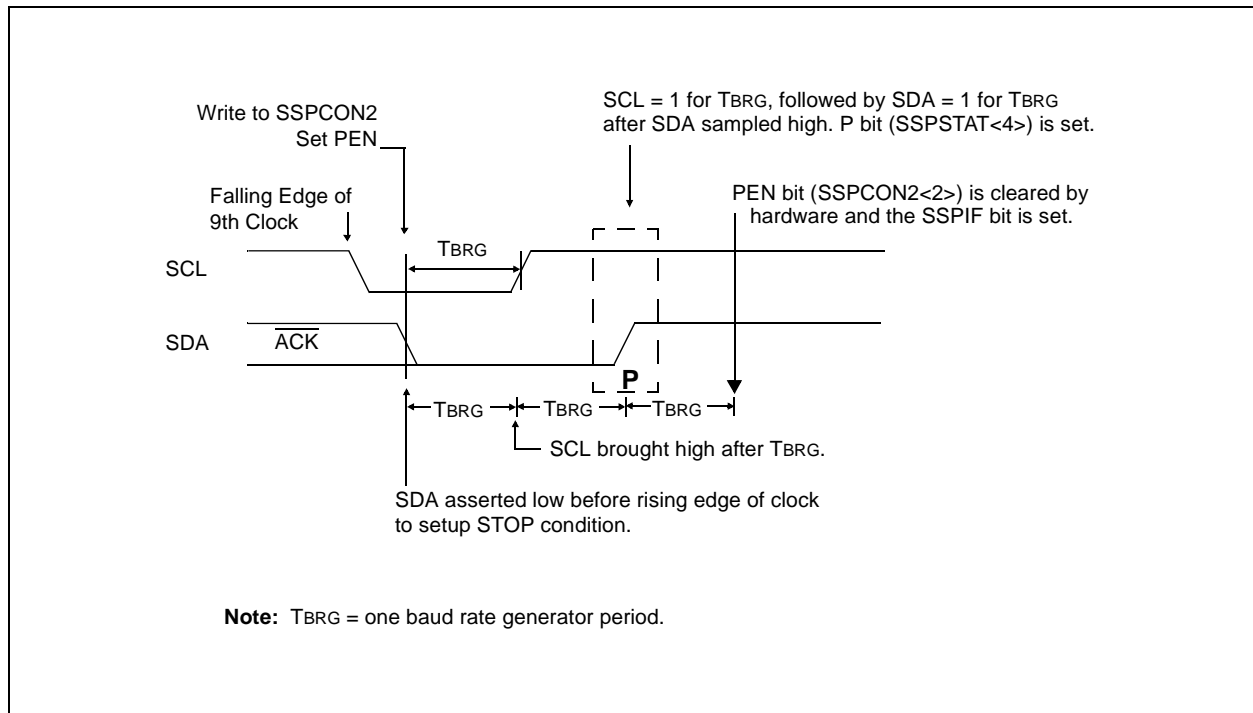 Write to SSPCON2
Set PEN
SCL = 1 for TBRG, followed by SDA = 1 for TBRG
after SDA sampled high. P bit (SSPSTAT<4>) is set.
Falling Edge of
9th Clock
PEN bit (SSPCON2<2>) is cleared by
hardware and the SSPIF bit is set.
TBRG
SCL
SDA
ACK
P
TBRG
TBRG
TBRG
SCL brought high after TBRG.
SDA asserted low before rising edge of clock
to setup STOP condition.
Note: TBRG = one baud rate generator period.